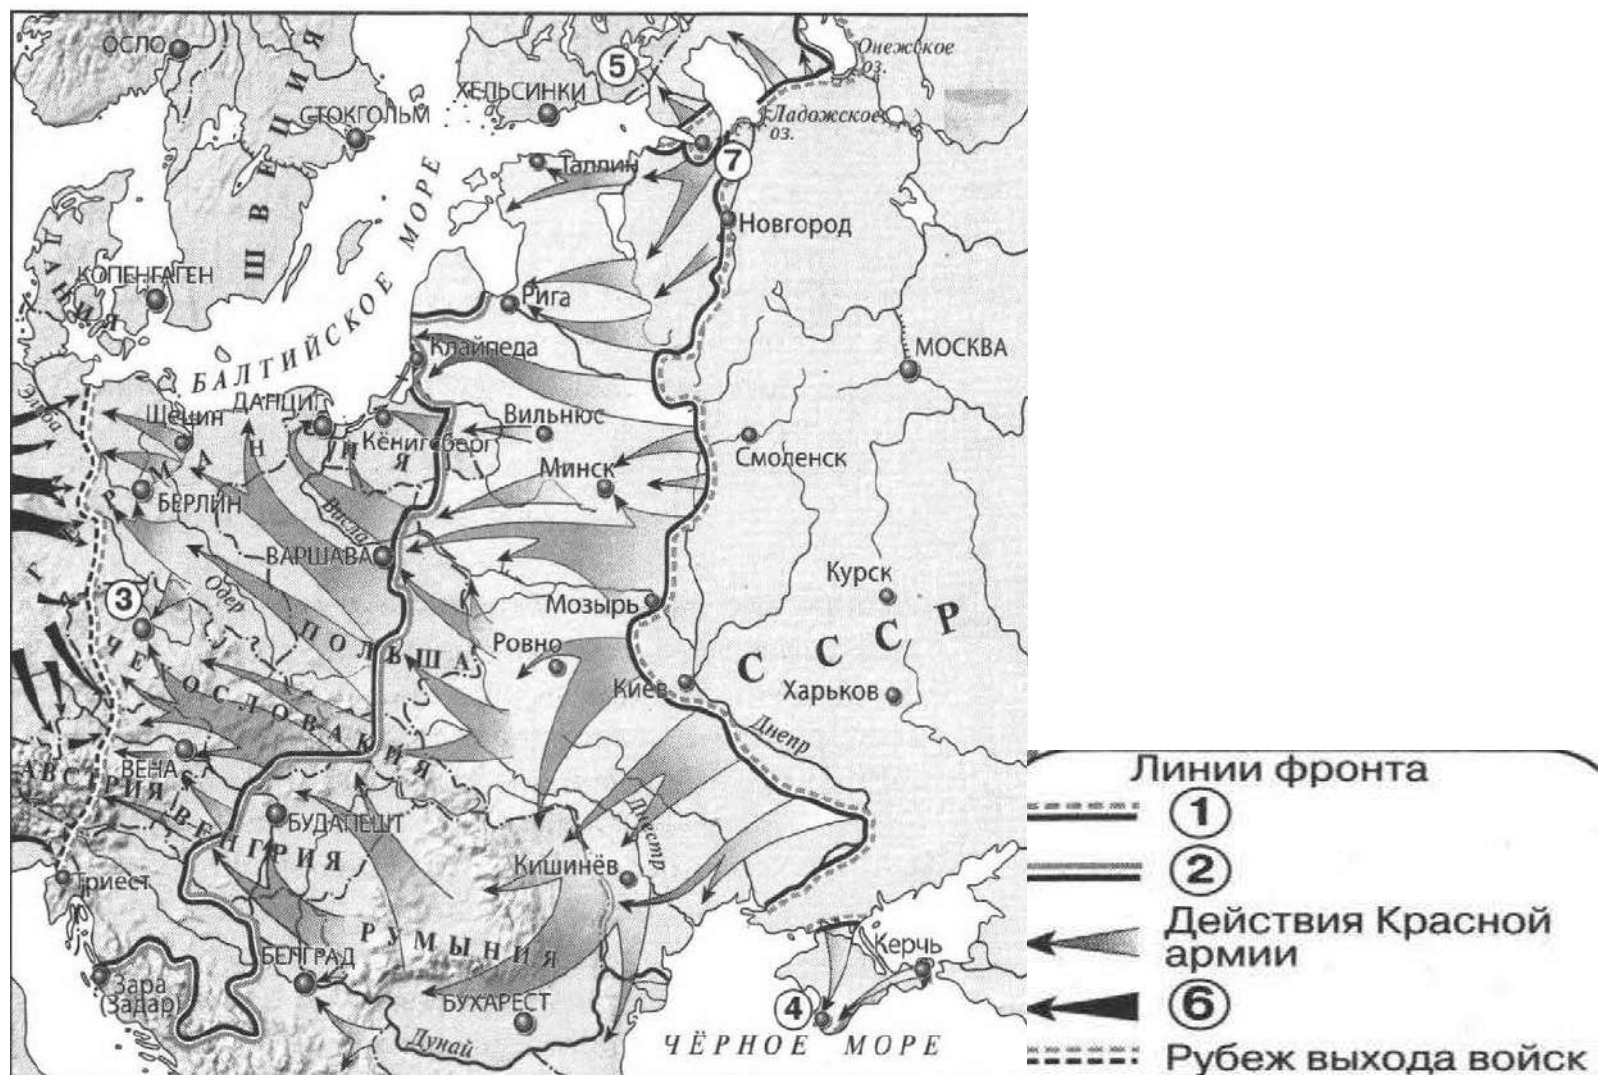 ОСЛО
ШВЕЦИЯ
СТОКГОЛЬМ
ХЕЛЬСИНКИ
5
Онежское
оз.
Ладожское
оз.
7
Таллин
Новгород
ДАНИЯ
КОПЕНГАГЕН
БАЛТИЙСКОЕ МОРЕ
Рига
Клайпеда
МОСКВА
Эльба
Щецин
ДАНЦИГ
Кёнигсберг
Вильнюс
Смоленск
Минск
ГЕРМАНИЯ
БЕРЛИН
Висла
ВАРШАВА
Одер
3
Мозырь
Курск
СССР
ПОЛЬША
Ровно
Киев
Харьков
ЧЕХОСЛОВАКИЯ
Днепр
ВЕНА
АВСТРИЯ
БУДАПЕШТ
ВЕНГРИЯ
Днестр
Кишинёв
Триест
РУМЫНИЯ
БЕЛГРАД
Керчь
Зара
(Задар)
БУХАРЕСТ
4
Дунай
ЧЁРНОЕ МОРЕ
Линии фронта
1
2
Действия Красной
армии
6
Рубеж выхода войск